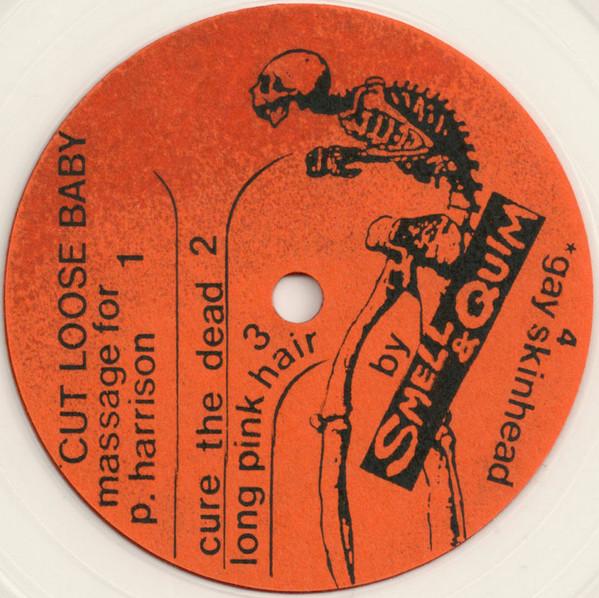 CUT LOOSE BABY
massage for
p. harrison 1
cure the dead 2
long pink hair 3
by
SMELL
& QUIM
*gay skinhead
4